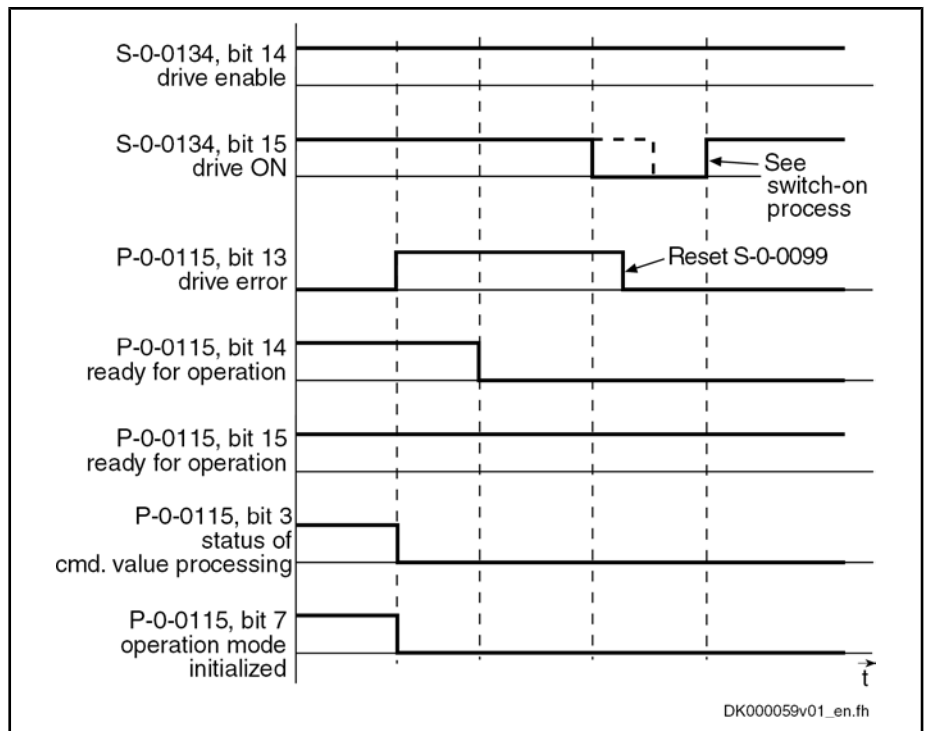 S-0-0134, bit 14
drive enable
S-0-0134, bit 15
drive ON
See
switch-on
process
P-0-0115, bit 13
drive error
Reset S-0-0099
P-0-0115, bit 14
ready for operation
P-0-0115, bit 15
ready for operation
P-0-0115, bit 3
status of
cmd. value processing
P-0-0115, bit 7
operation mode
initialized
t
DK000059v01_en.fh